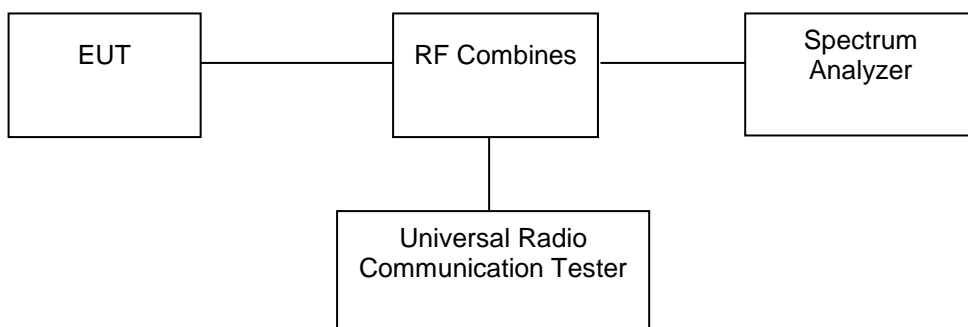 EUT
RF Combines
Spectrum
Analyzer
Universal Radio
Communication Tester